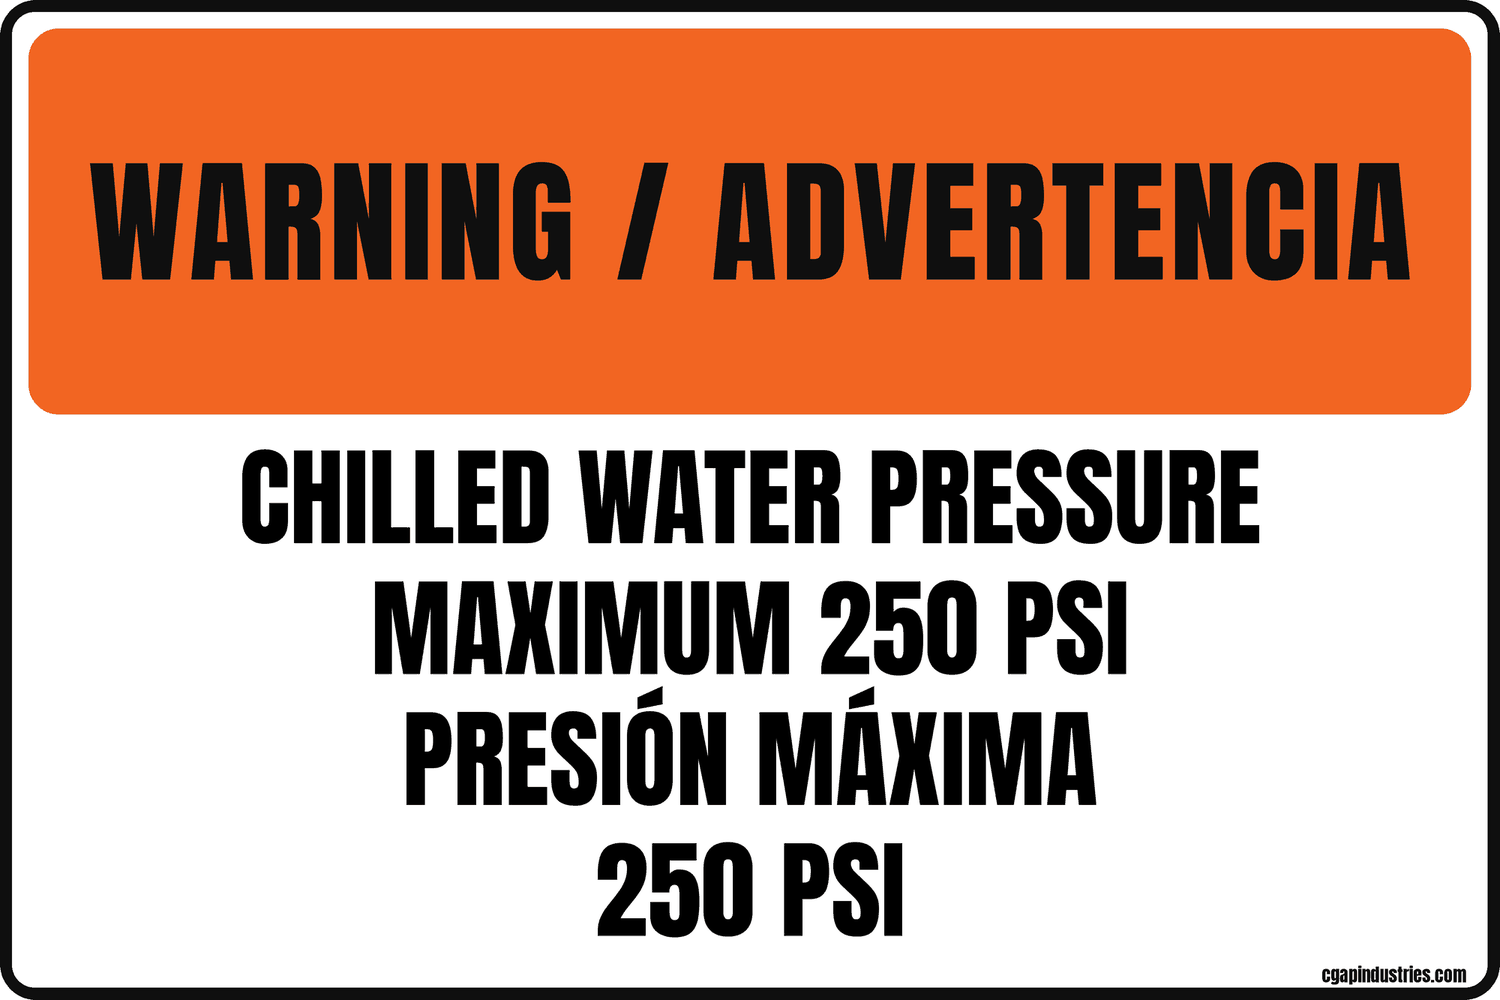 WARNING / ADVERTENCIA
CHILLED WATER PRESSURE
MAXIMUM 250 PSI
PRESIÓN MÁXIMA
250 PSI
cgapindustries.com